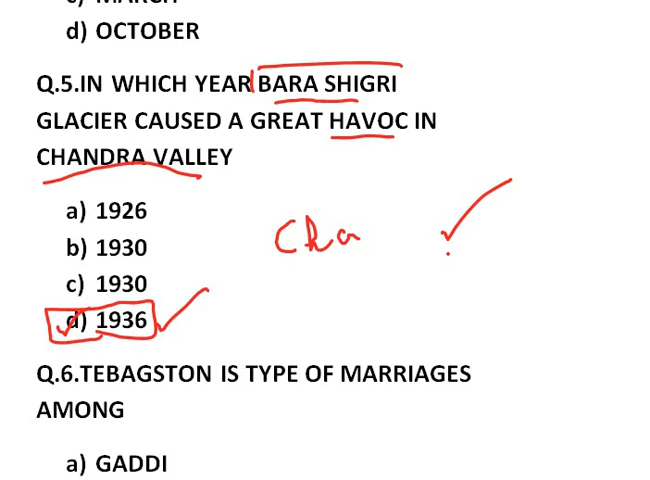 d) OCTOBER
Q.5.IN WHICH YEAR BARA SHIGRI
GLACIER CAUSED A GREAT HAVOC IN
CHANDRA VALLEY
a) 1926
b) 1930
Cha
c) 1930
d) 1936
Q.6.TEBAGSTON IS TYPE OF MARRIAGES
AMONG
a) GADDI